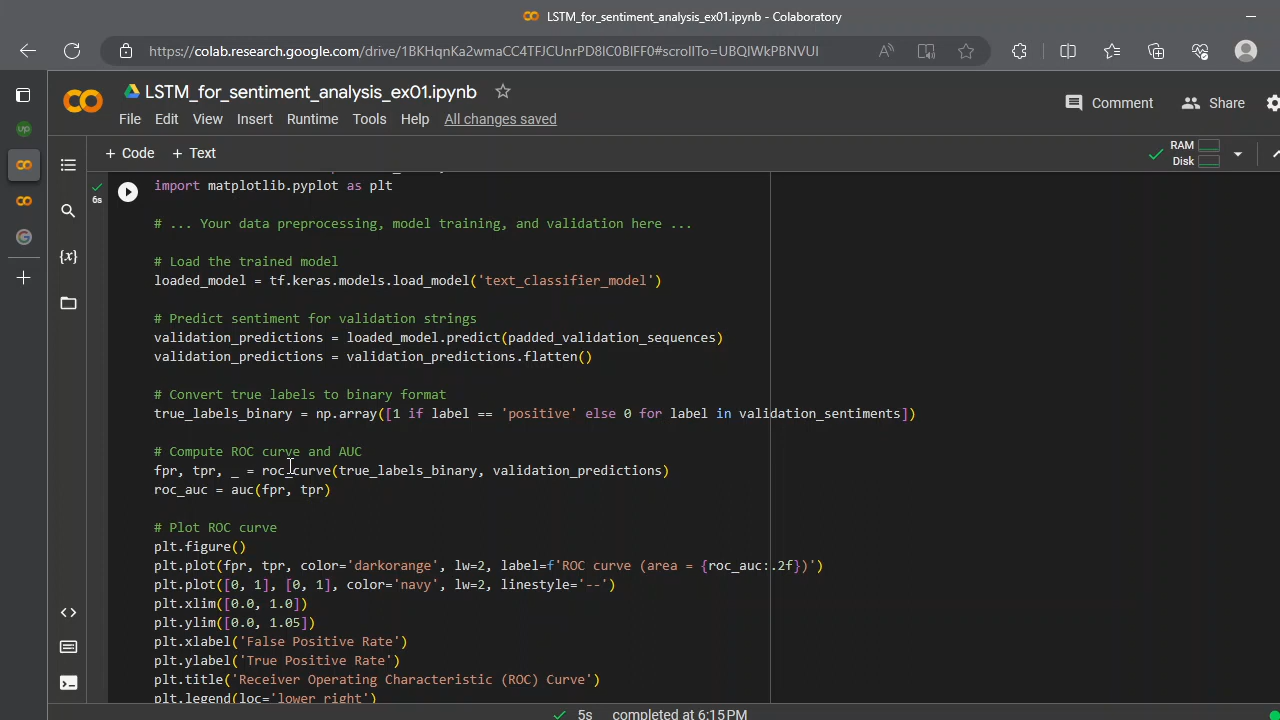 LSTM_for_sentiment_analysis_ex01.ipynb - Colaboratory
https://colab.research.google.com/drive/1BKHqnKa2wmaCC4TFJCUnrPD8IC0BIFF0#scrollTo=UBQIWkPBNVUI
LSTM_for_sentiment_analysis_ex01.ipynb
Comment
Share
File Edit View Insert Runtime Tools Help All changes saved
+ Code + Text
RAM
Disk
import matplotlib.pyplot as plt
6s
# ... Your data preprocessing, model training, and validation here ...
{x}
# Load the trained model
loaded_model = tf.keras.models.load_model('text_classifier_model')
# Predict sentiment for validation strings
validation_predictions = loaded_model.predict(padded_validation_sequences)
validation_predictions = validation_predictions.flatten()
# Convert true labels to binary format
true_labels_binary = np.array([1 if label == 'positive' else 0 for label in validation_sentiments])
# Compute ROC curve and AUC
fpr, tpr, _ = roc_curve(true_labels_binary, validation_predictions)
roc_auc = auc(fpr, tpr)
# Plot ROC curve
plt.figure()
plt.plot(fpr, tpr, color='darkorange', lw=2, label=f'ROC curve (area = {roc_auc:.2f})')
plt.plot([0, 1], [0, 1], color='navy', lw=2, linestyle='--')
plt.xlim([0.0, 1.0])
plt.ylim([0.0, 1.05])
plt.xlabel('False Positive Rate')
plt.ylabel('True Positive Rate')
plt.title('Receiver Operating Characteristic (ROC) Curve')
plt.legend(loc='lower right')
5s completed at 6:15PM